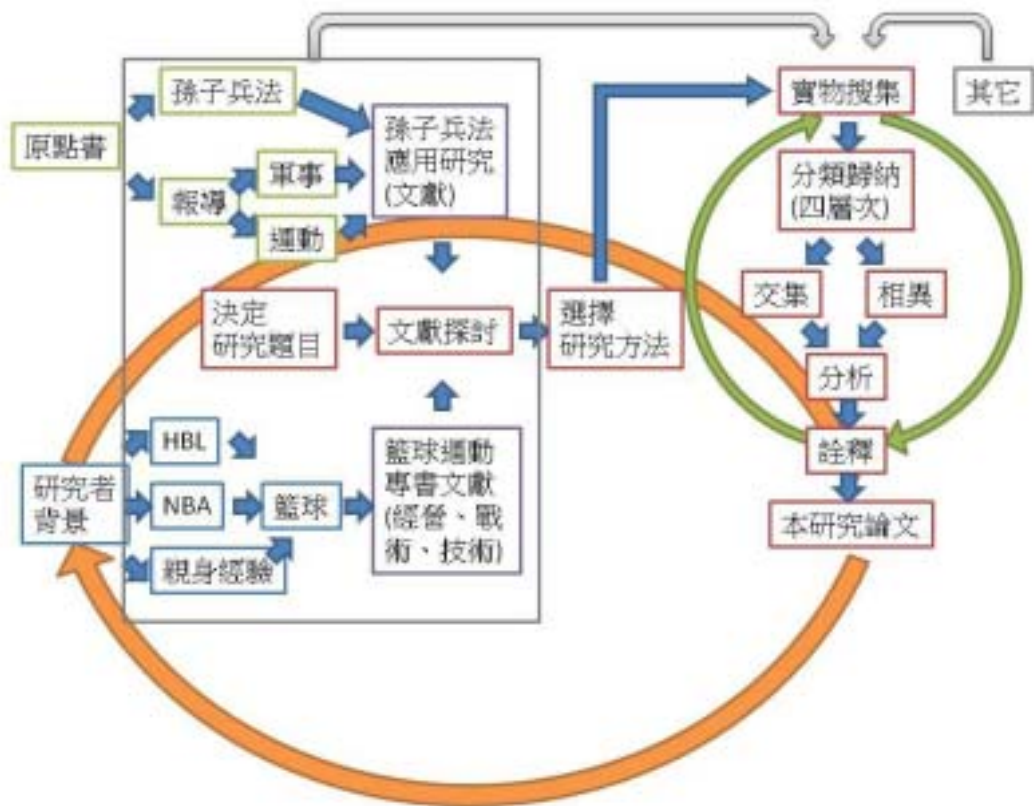 孫子兵法
原點書
報導
軍事
運動
孫子兵法
應用研究
(文獻)
決定
研究題目
文獻探討
選擇
研究方法
研究者
背景
HBL
NBA
親身經驗
籃球
籃球運動
專書文獻
(經營、戰
術、技術)
實物搜集
其它
分類歸納
(四層次)
交集
相異
分析
詮釋
本研究論文